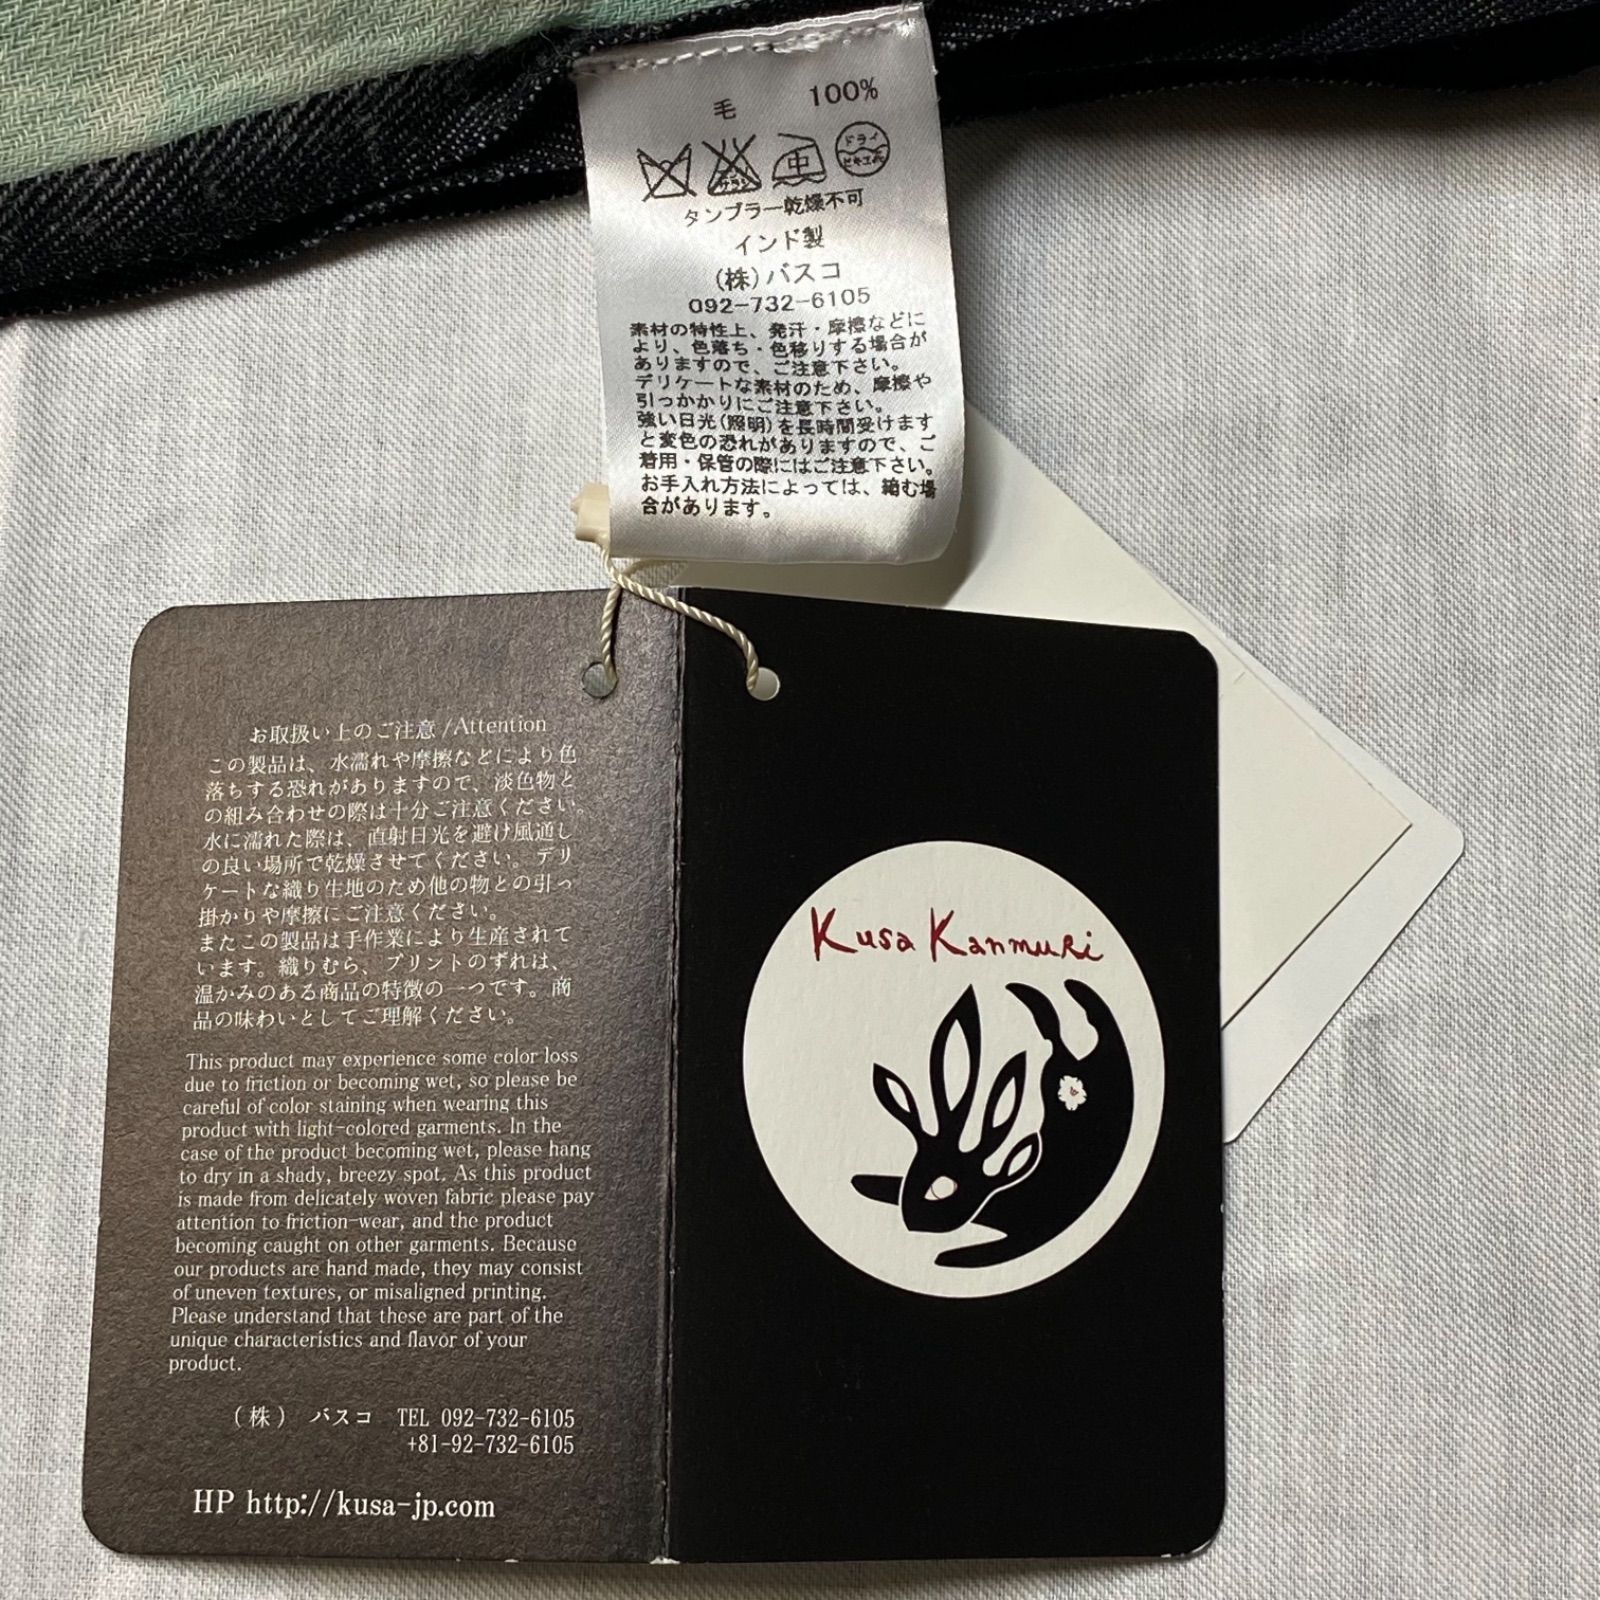 毛 100%
サラシ
中
ドライ
セキユ系
タンブラー乾燥不可
インド製
(株)バスコ
092-732-6105
素材の特性上、発汗・摩擦などに
より、色落ち・色移りする場合が
ありますので、ご注意下さい。
デリケートな素材のため、摩擦や
引っかかりにご注意下さい。
強い日光(照明)を長時間受けます
と変色の恐れがありますので、ご
着用・保管の際にはご注意下さい。
お手入れ方法によっては、縮む場
合があります。
お取扱い上のご注意/Attention
この製品は、水濡れや摩擦などにより色
落ちする恐れがありますので、淡色物と
の組み合わせの際は十分ご注意ください。
水に濡れた際は、直射日光を避け風通し
の良い場所で乾燥させてください。デリ
ケートな織り生地のため他の物との引っ
掛かりや摩擦にご注意ください。
またこの製品は手作業により生産されて
います。織りむら、プリントのずれは、
温かみのある商品の特徴の一つです。商
品の味わいとしてご理解ください。
This product may experience some color loss
due to friction or becoming wet, so please be
careful of color staining when wearing this
product with light-colored garments. In the
case of the product becoming wet, please hang
to dry in a shady, breezy spot. As this product
is made from delicately woven fabric please pay
attention to friction-wear, and the product
becoming caught on other garments. Because
our products are hand made, they may consist
of uneven textures, or misaligned printing.
Please understand that these are part of the
unique characteristics and flavor of your
product.
(株) バスコ TEL 092-732-6105
+81-92-732-6105
HP http://kusa-jp.com
Kusa Kanmuri